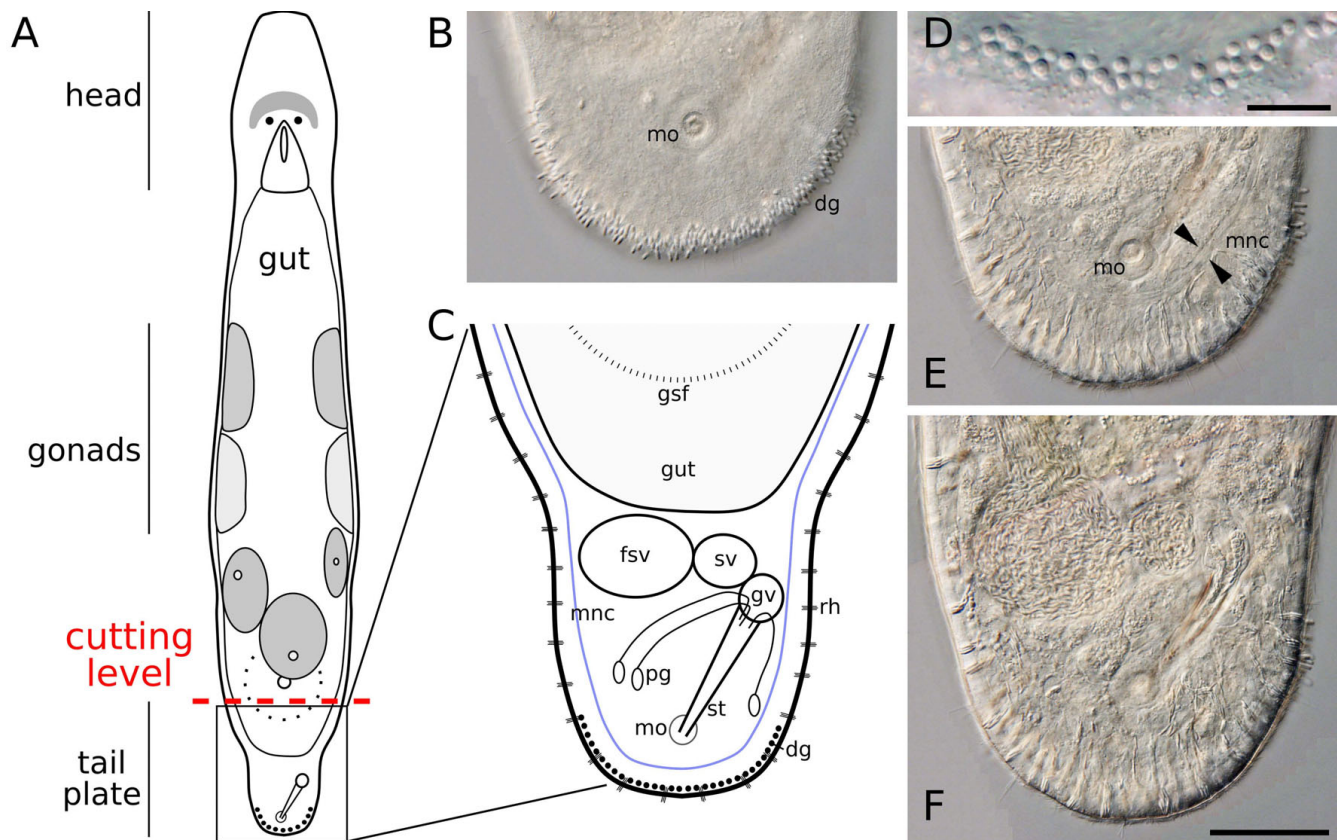 A
head
gut
gonads
cutting
level
tail
plate
B
mo
dg
C
gsf
gut
fsv
sv
gv
mnc
rh
pg
st
mo
dg
D
mo
mnc
E
F